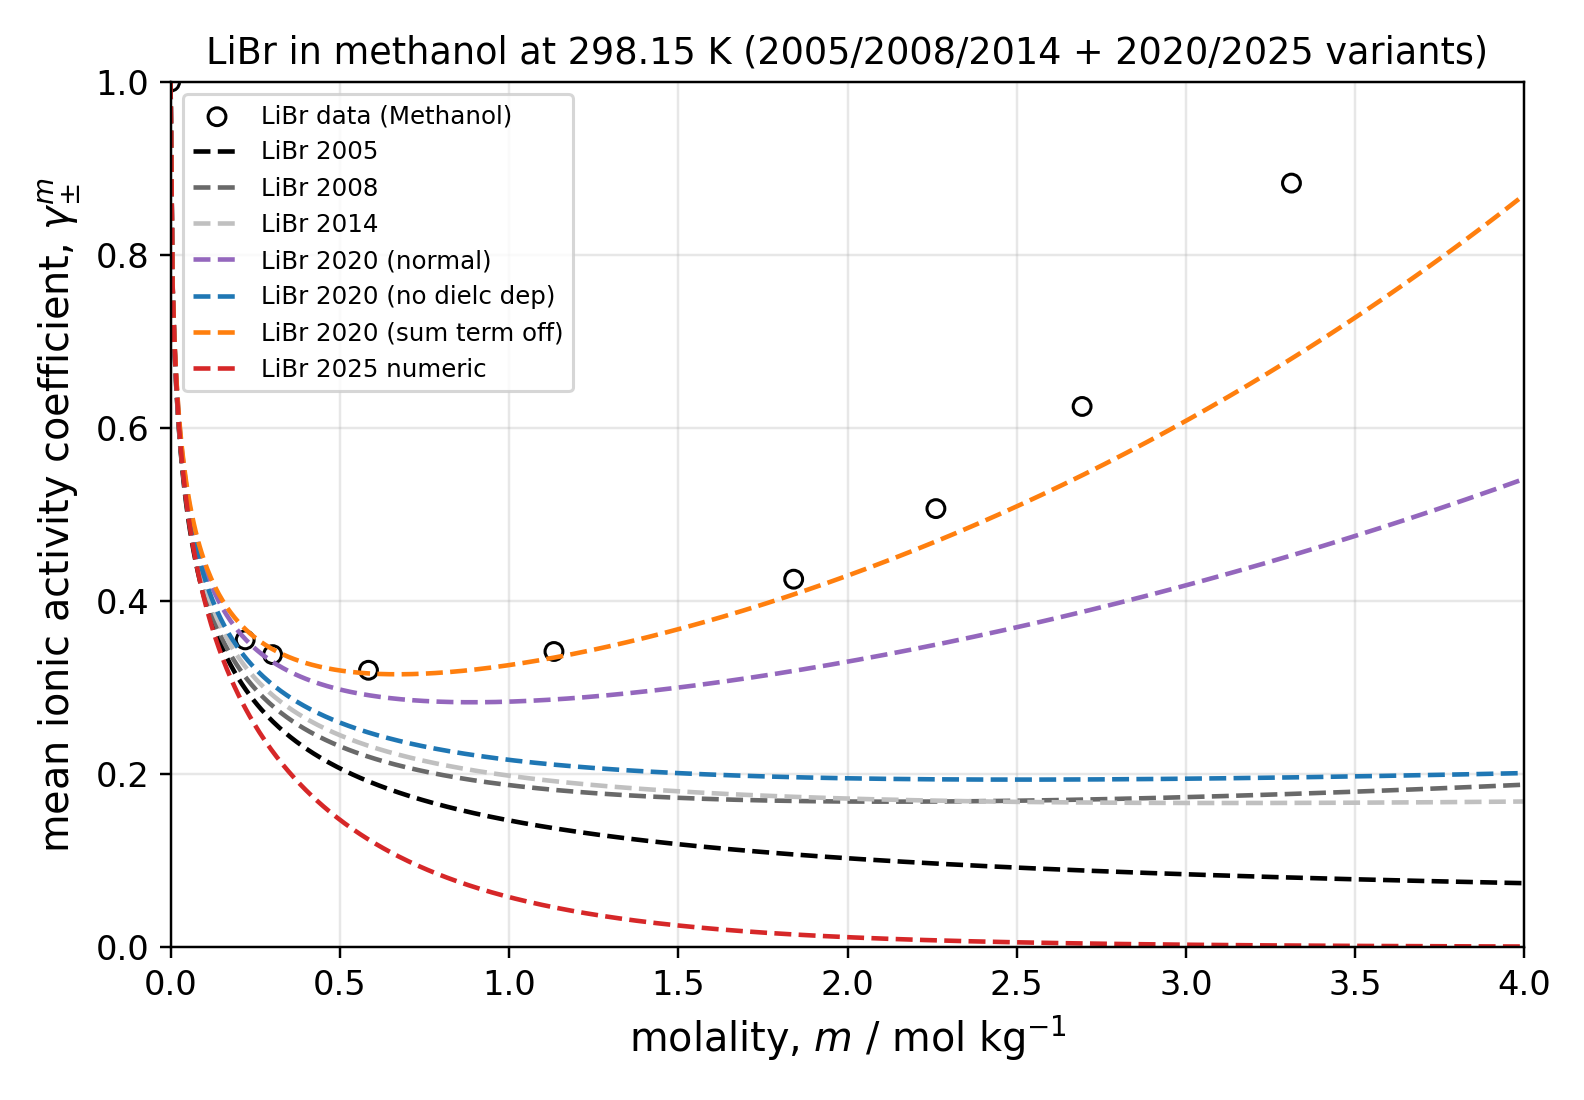 LiBr in methanol at 298.15 K (2005/2008/2014 + 2020/2025 variants)
mean ionic activity coefficient, γ±^m
1.0
0.8
0.6
0.4
0.2
0.0
LiBr data (Methanol)
LiBr 2005
LiBr 2008
LiBr 2014
LiBr 2020 (normal)
LiBr 2020 (no dielc dep)
LiBr 2020 (sum term off)
LiBr 2025 numeric
0.0 0.5 1.0 1.5 2.0 2.5 3.0 3.5 4.0
molality, m / mol kg⁻¹